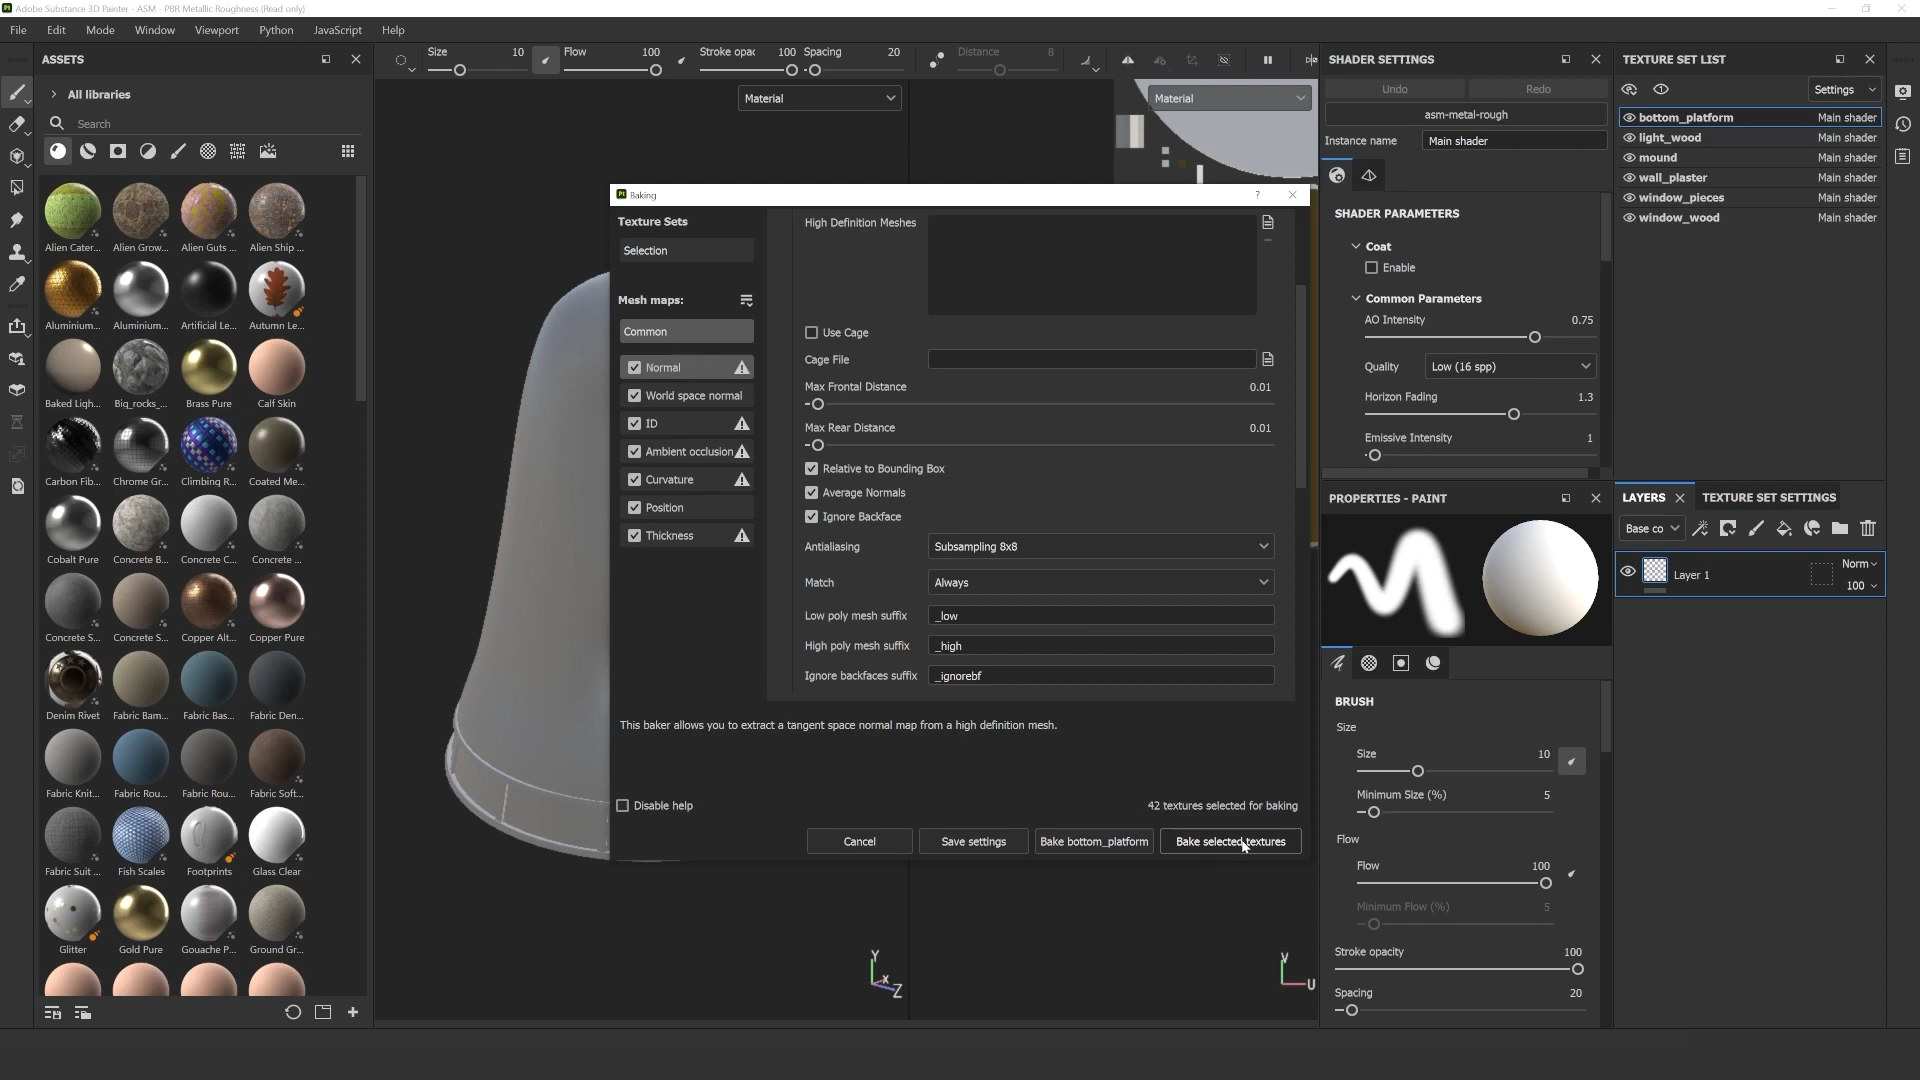 Adobe Substance 3D Painter - ASM - PBR Metallic Roughness (Read only)
File Edit Mode Window Viewport Python JavaScript Help
ASSETS
All libraries
Search
Alien Cater... Alien Grow... Alien Guts ... Alien Ship ...
Aluminium... Aluminium... Artificial Le... Autumn Le...
Baked Ligh... Big_rocks_... Brass Pure Calf Skin
Carbon Fib... Chrome Gr... Climbing R... Coated Me...
Cobalt Pure Concrete B... Concrete C... Concrete ...
Concrete S... Concrete S... Copper Alt... Copper Pure
Denim Rivet Fabric Bam... Fabric Bas... Fabric Den...
Fabric Knit... Fabric Rou... Fabric Rou... Fabric Soft...
Fabric Suit ... Fish Scales Footprints Glass Clear
Glitter Gold Pure Gouache P... Ground Gr...
Size 10 Flow 100 Stroke opac 100 Spacing 20 Distance 8
Material
Material
Y
X
Z
V
U
Baking
?
Texture Sets
Selection
Mesh maps:
Common
Normal
World space normal
ID
Ambient occlusion
Curvature
Position
Thickness
High Definition Meshes
Use Cage
Cage File
Max Frontal Distance 0.01
Max Rear Distance 0.01
Relative to Bounding Box
Average Normals
Ignore Backface
Antialiasing Subsampling 8x8
Match Always
Low poly mesh suffix _low
High poly mesh suffix _high
Ignore backfaces suffix _ignorebf
This baker allows you to extract a tangent space normal map from a high definition mesh.
Disable help
42 textures selected for baking
Cancel Save settings Bake bottom_platform Bake selected textures
SHADER SETTINGS
Undo Redo
asm-metal-rough
Instance name Main shader
SHADER PARAMETERS
Coat
Enable
Common Parameters
AO Intensity 0.75
Quality Low (16 spp)
Horizon Fading 1.3
Emissive Intensity 1
PROPERTIES - PAINT
BRUSH
Size
Size 10
Minimum Size (%) 5
Flow
Flow 100
Minimum Flow (%) 5
Stroke opacity 100
Spacing 20
TEXTURE SET LIST
Settings
bottom_platform Main shader
light_wood Main shader
mound Main shader
wall_plaster Main shader
window_pieces Main shader
window_wood Main shader
LAYERS TEXTURE SET SETTINGS
Base co
Layer 1
Norm
100